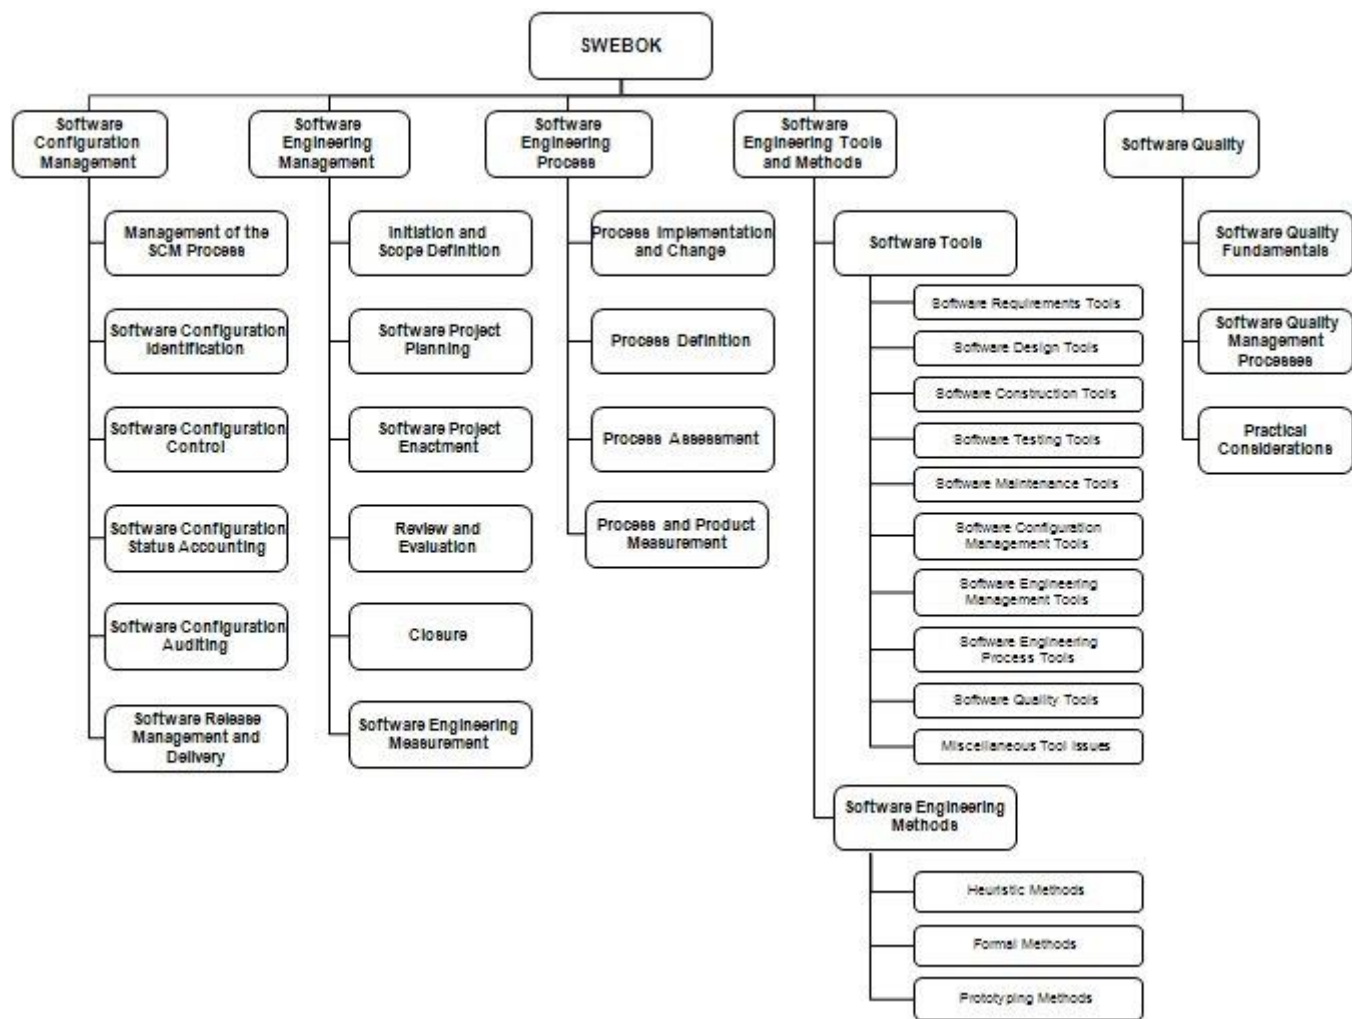 SWEBOK
Software
Configuration
Management
Management of the
SCM Process
Software Configuration
Identification
Software Configuration
Control
Software Configuration
Status Accounting
Software Configuration
Auditing
Software Release
Management and
Delivery
Software
Engineering
Management
Initiation and
Scope Definition
Software Project
Planning
Software Project
Enactment
Review and
Evaluation
Closure
Software Engineering
Measurement
Software
Engineering
Process
Process Implementation
and Change
Process Definition
Process Assessment
Process and Product
Measurement
Software
Engineering Tools
and Methods
Software Tools
Software Requirements Tools
Software Design Tools
Software Construction Tools
Software Testing Tools
Software Maintenance Tools
Software Configuration
Management Tools
Software Engineering
Management Tools
Software Engineering
Process Tools
Software Quality Tools
Miscellaneous Tool Issues
Software Engineering
Methods
Heuristic Methods
Formal Methods
Prototyping Methods
Software Quality
Software Quality
Fundamentals
Software Quality
Management
Processes
Practical
Considerations